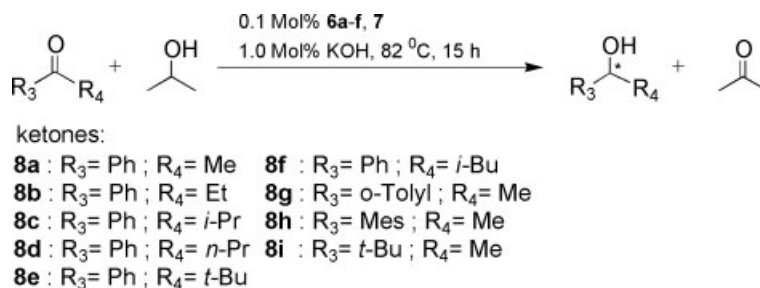 0.1 Mol% 6a-f, 7
1.0 Mol% KOH, 82 ⁰C, 15 h
O
R₃ R₄
+
OH
OH
*
R₃ R₄
+
O
ketones:
8a : R₃= Ph ; R₄= Me
8b : R₃= Ph ; R₄= Et
8c : R₃= Ph ; R₄= i-Pr
8d : R₃= Ph ; R₄= n-Pr
8e : R₃= Ph ; R₄= t-Bu
8f : R₃= Ph ; R₄= i-Bu
8g : R₃= o-Tolyl ; R₄= Me
8h : R₃= Mes ; R₄= Me
8i : R₃= t-Bu ; R₄= Me